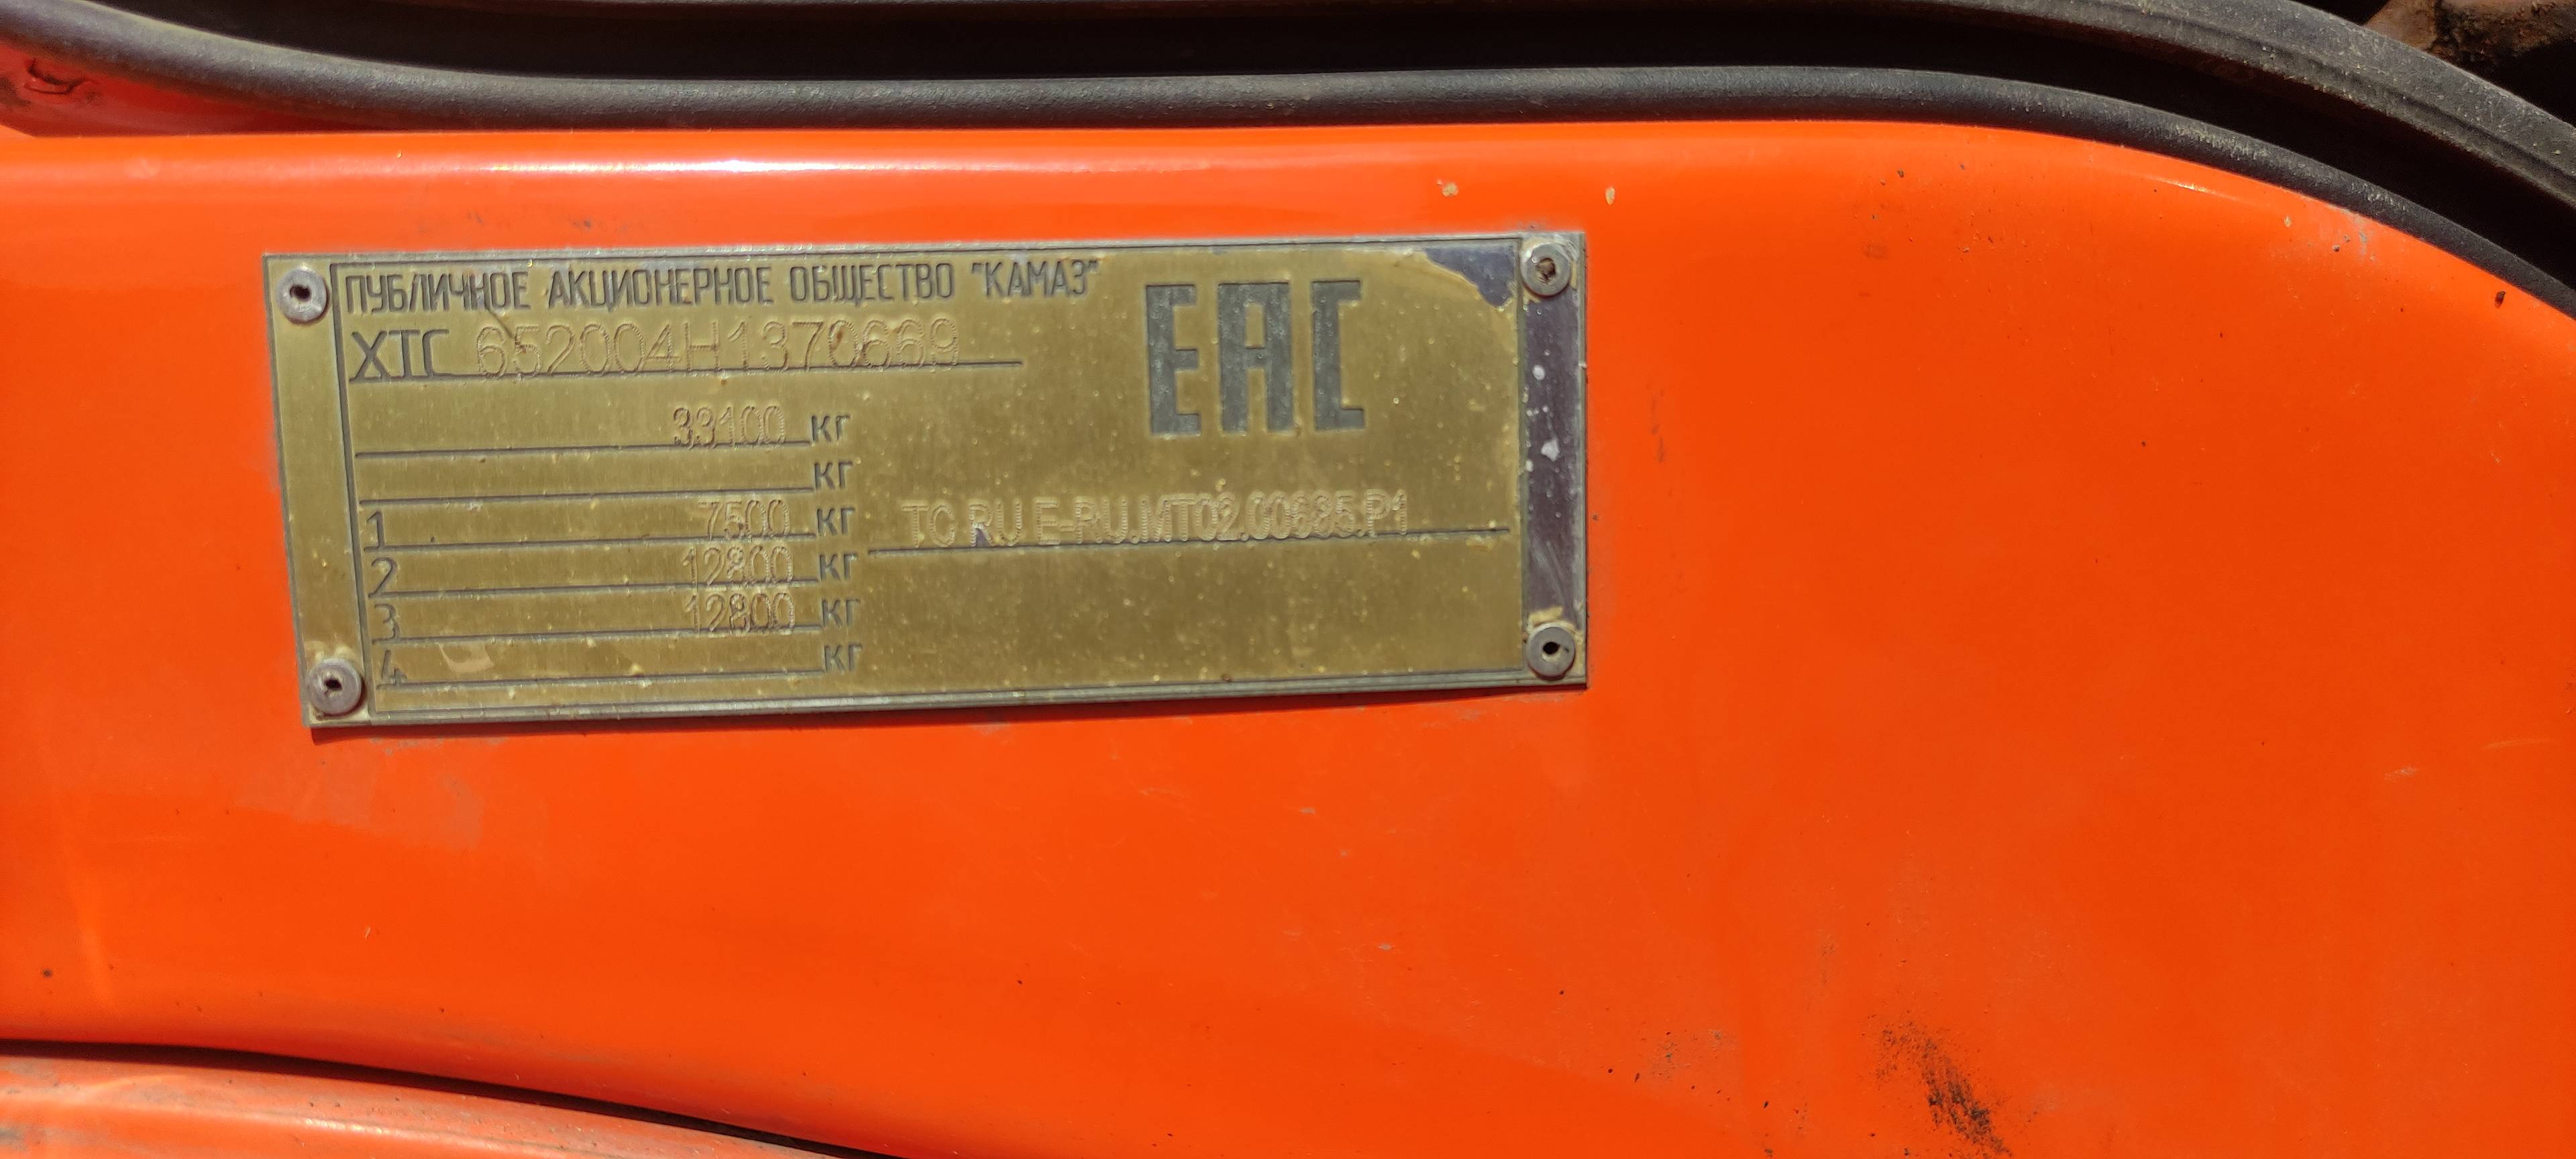 ПУБЛИЧНОЕ АКЦИОНЕРНОЕ ОБЩЕСТВО "КАМАЗ"
XTC 652004H1370669
EAC
33100 КГ
КГ
1 7500 КГ
TC RU E-RU.MT02.00635.P1
2 12800 КГ
3 12800 КГ
4 КГ